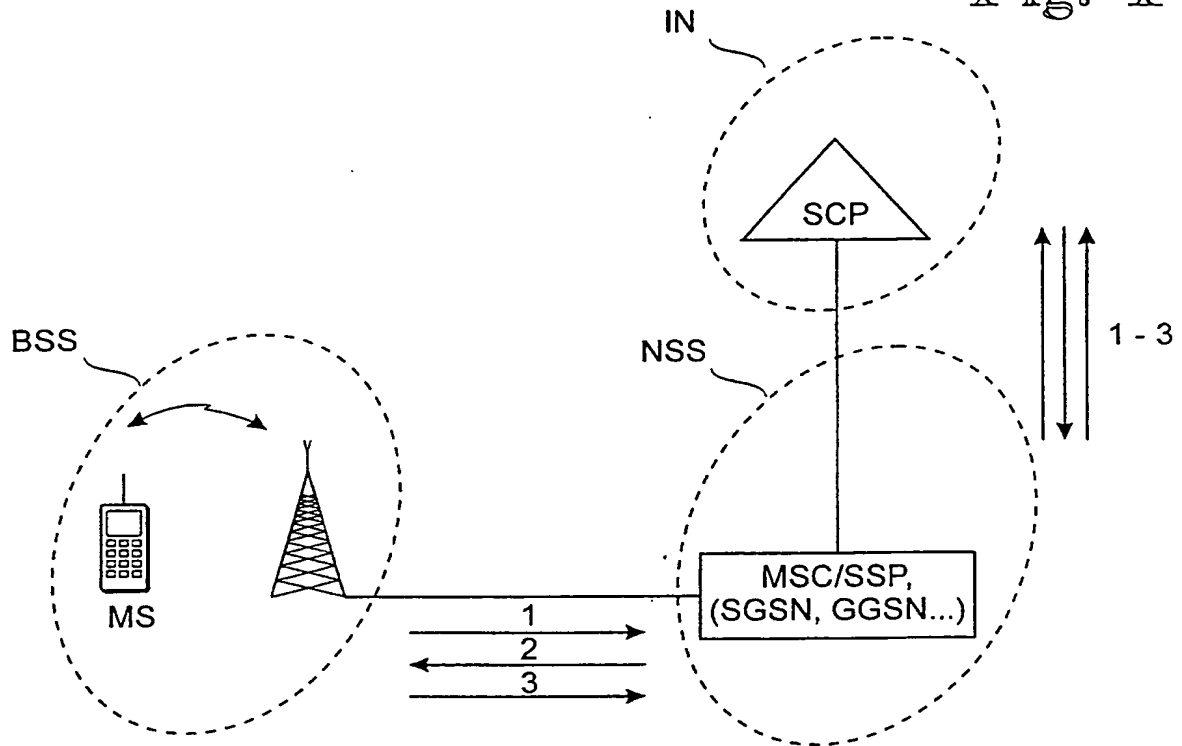 IN
SCP
BSS
NSS
1 - 3
MS
MSC/SSP,
(SGSN, GGSN...)
1
2
3